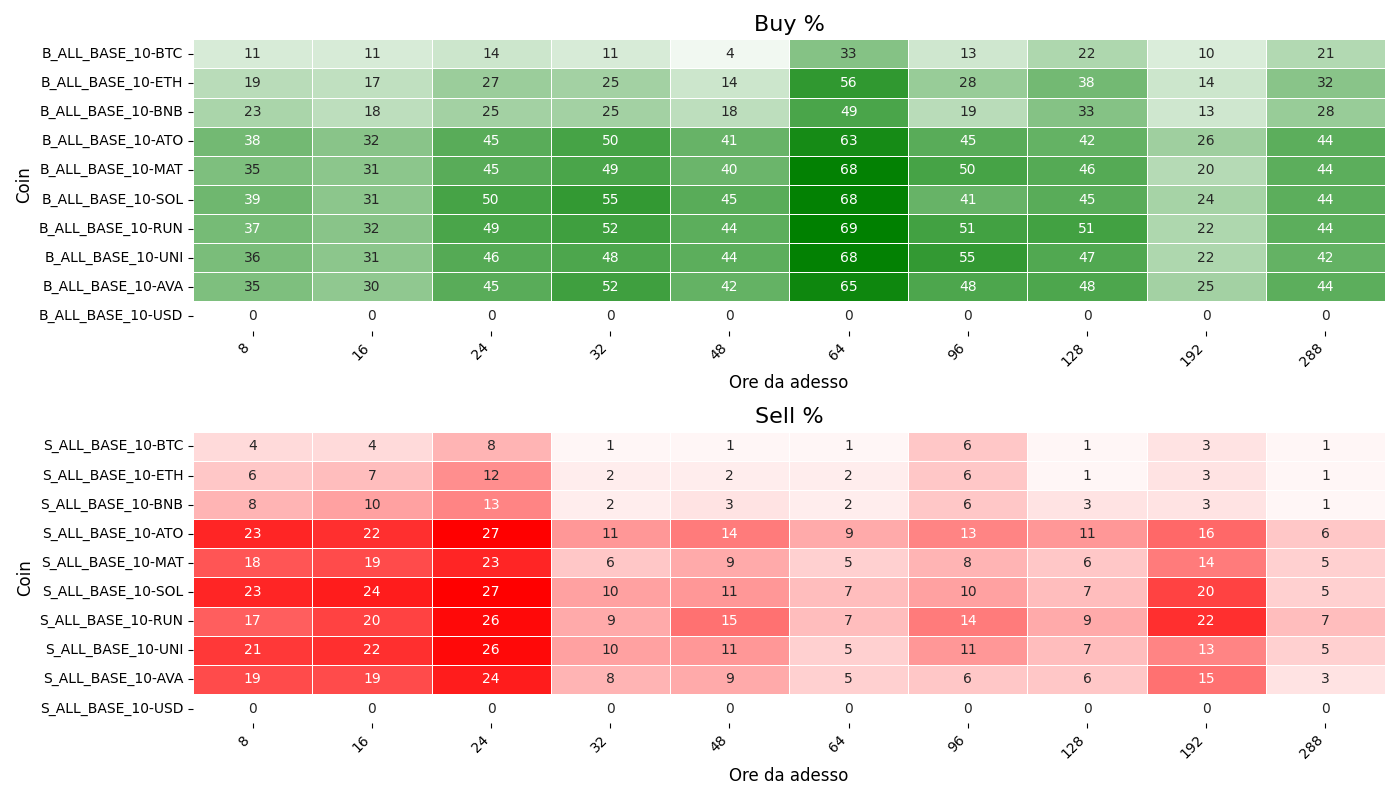 Buy %
Coin
B_ALL_BASE_10-BTC 11 11 14 11 4 33 13 22 10 21
B_ALL_BASE_10-ETH 19 17 27 25 14 56 28 38 14 32
B_ALL_BASE_10-BNB 23 18 25 25 18 49 19 33 13 28
B_ALL_BASE_10-ATO 38 32 45 50 41 63 45 42 26 44
B_ALL_BASE_10-MAT 35 31 45 49 40 68 50 46 20 44
B_ALL_BASE_10-SOL 39 31 50 55 45 68 41 45 24 44
B_ALL_BASE_10-RUN 37 32 49 52 44 69 51 51 22 44
B_ALL_BASE_10-UNI 36 31 46 48 44 68 55 47 22 42
B_ALL_BASE_10-AVA 35 30 45 52 42 65 48 48 25 44
B_ALL_BASE_10-USD 0 0 0 0 0 0 0 0 0 0
8 16 24 32 48 64 96 128 192 288
Ore da adesso
Sell %
Coin
S_ALL_BASE_10-BTC 4 4 8 1 1 1 6 1 3 1
S_ALL_BASE_10-ETH 6 7 12 2 2 2 6 1 3 1
S_ALL_BASE_10-BNB 8 10 13 2 3 2 6 3 3 1
S_ALL_BASE_10-ATO 23 22 27 11 14 9 13 11 16 6
S_ALL_BASE_10-MAT 18 19 23 6 9 5 8 6 14 5
S_ALL_BASE_10-SOL 23 24 27 10 11 7 10 7 20 5
S_ALL_BASE_10-RUN 17 20 26 9 15 7 14 9 22 7
S_ALL_BASE_10-UNI 21 22 26 10 11 5 11 7 13 5
S_ALL_BASE_10-AVA 19 19 24 8 9 5 6 6 15 3
S_ALL_BASE_10-USD 0 0 0 0 0 0 0 0 0 0
8 16 24 32 48 64 96 128 192 288
Ore da adesso